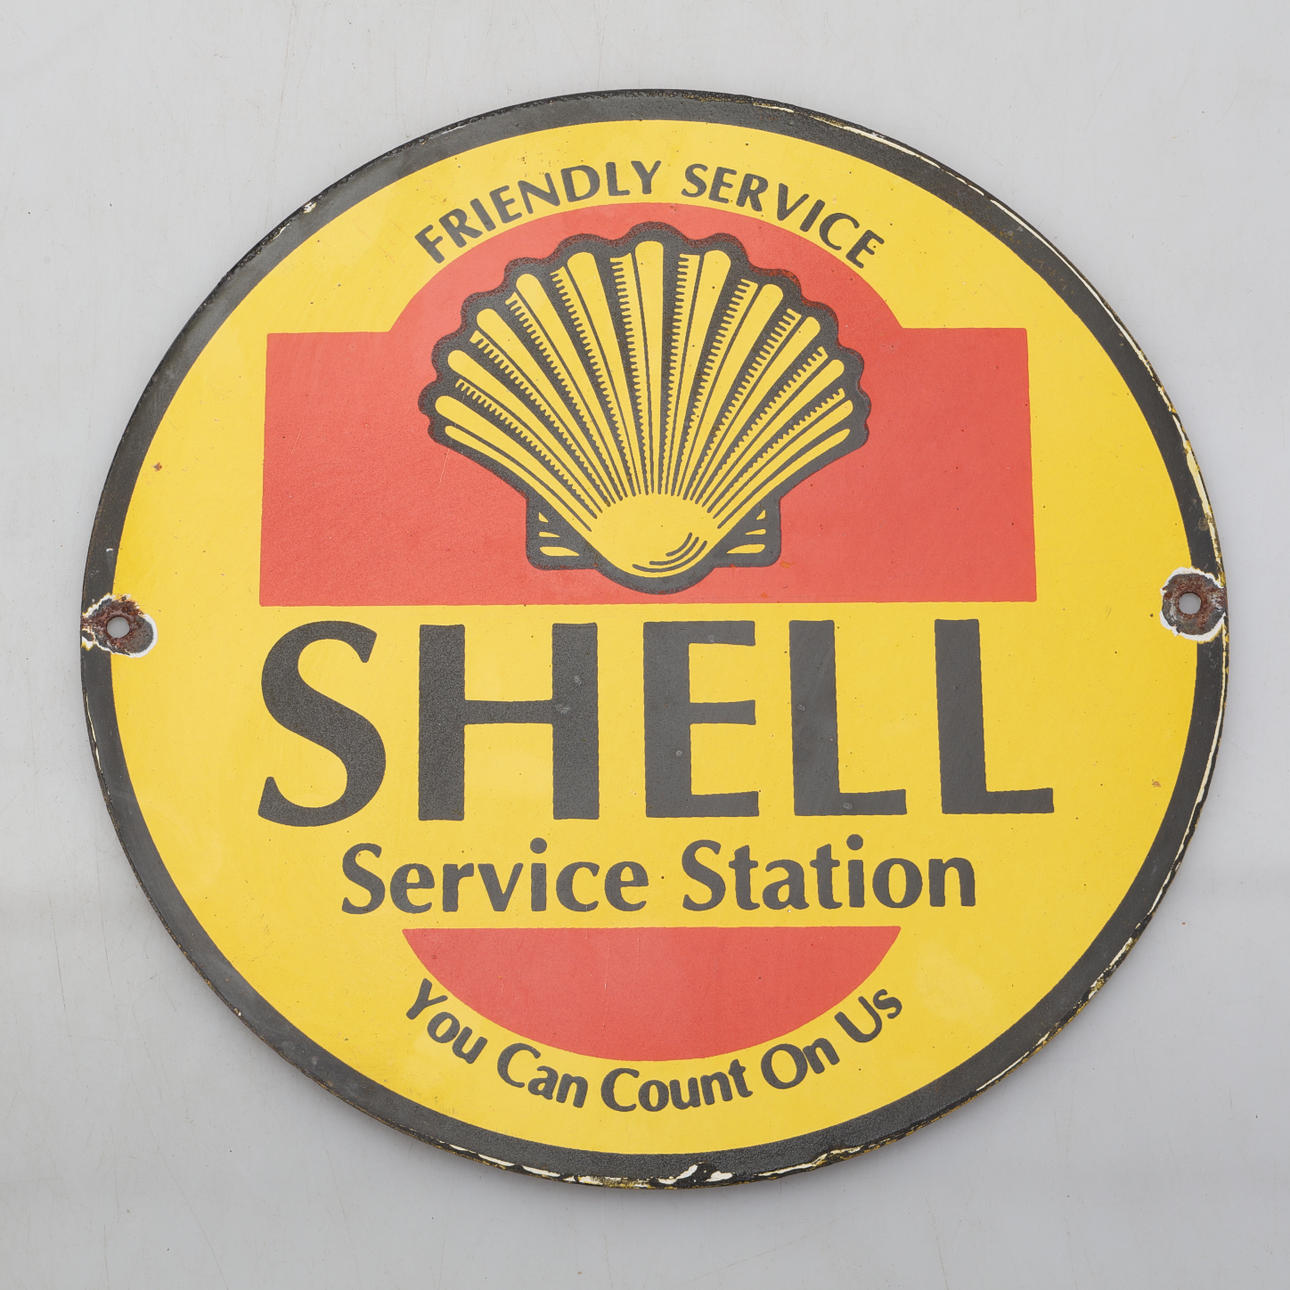 FRIENDLY SERVICE
SHELL
Service Station
You Can Count On Us